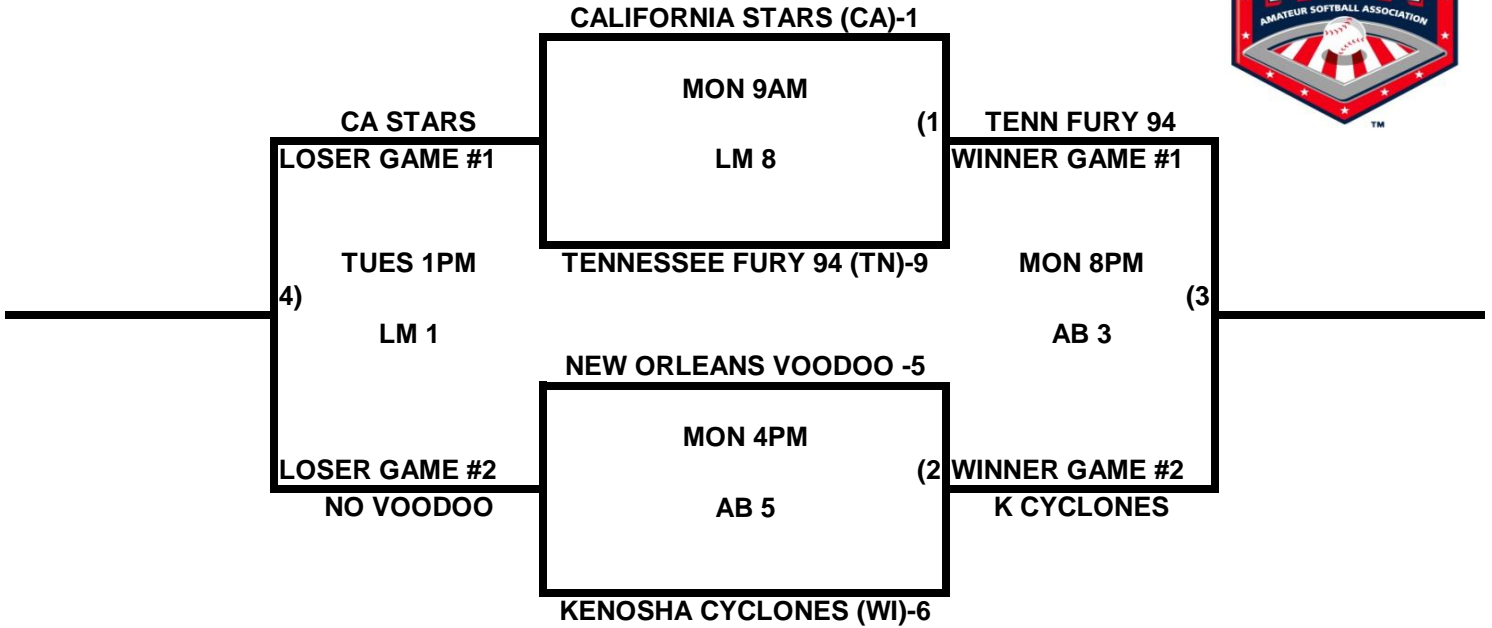 CALIFORNIA STARS (CA)-1
AMATEUR SOFTBALL ASSOCIATION
TM
MON 9AM
CA STARS
(1
TENN FURY 94
LOSER GAME #1
LM 8
WINNER GAME #1
TUES 1PM
TENNESSEE FURY 94 (TN)-9
MON 8PM
4)
(3
LM 1
AB 3
NEW ORLEANS VOODOO -5
MON 4PM
LOSER GAME #2
(2
WINNER GAME #2
NO VOODOO
AB 5
K CYCLONES
KENOSHA CYCLONES (WI)-6